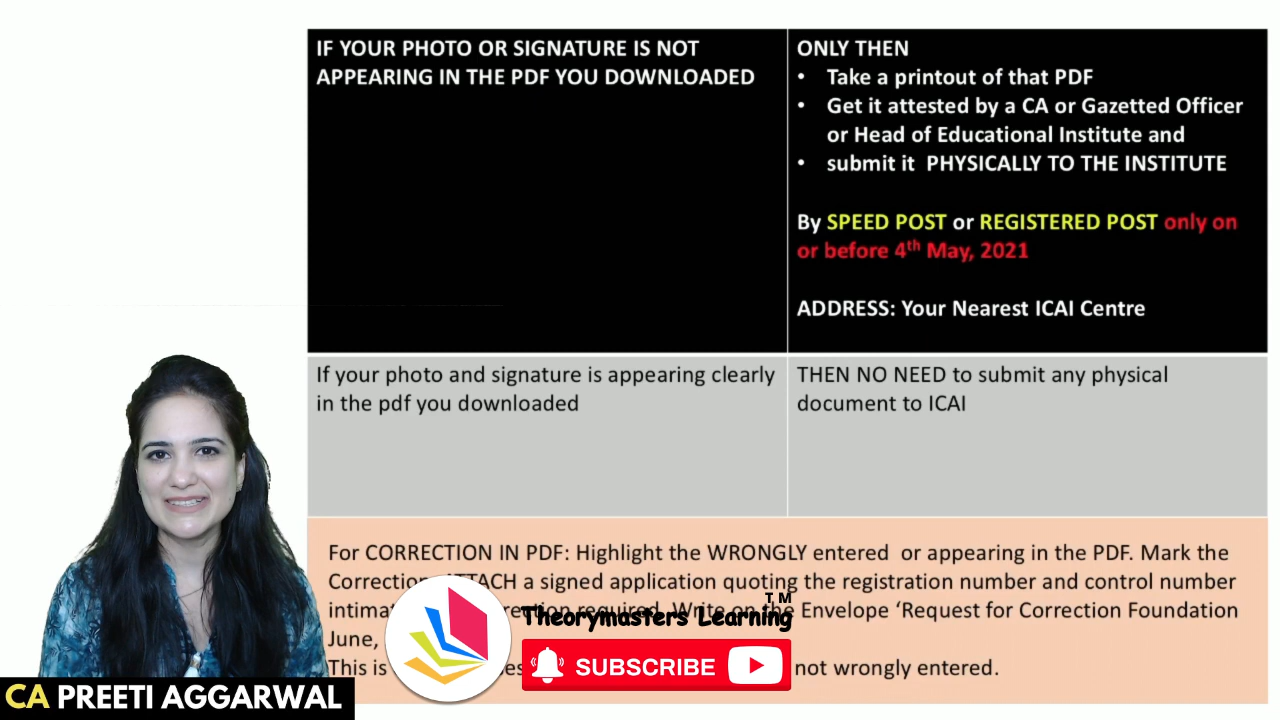 IF YOUR PHOTO OR SIGNATURE IS NOT
APPEARING IN THE PDF YOU DOWNLOADED
ONLY THEN
• Take a printout of that PDF
• Get it attested by a CA or Gazetted Officer
or Head of Educational Institute and
• submit it PHYSICALLY TO THE INSTITUTE
By SPEED POST or REGISTERED POST only on
or before 4th May, 2021
ADDRESS: Your Nearest ICAI Centre
If your photo and signature is appearing clearly
in the pdf you downloaded
THEN NO NEED to submit any physical
document to ICAI
For CORRECTION IN PDF: Highlight the WRONGLY entered or appearing in the PDF. Mark the
Correction ATTACH a signed application quoting the registration number and control number
required. Write on the Envelope ‘Request for Correction Foundation
June,
This is not wrongly entered.
Theorymasters Learning TM
SUBSCRIBE
CA PREETI AGGARWAL